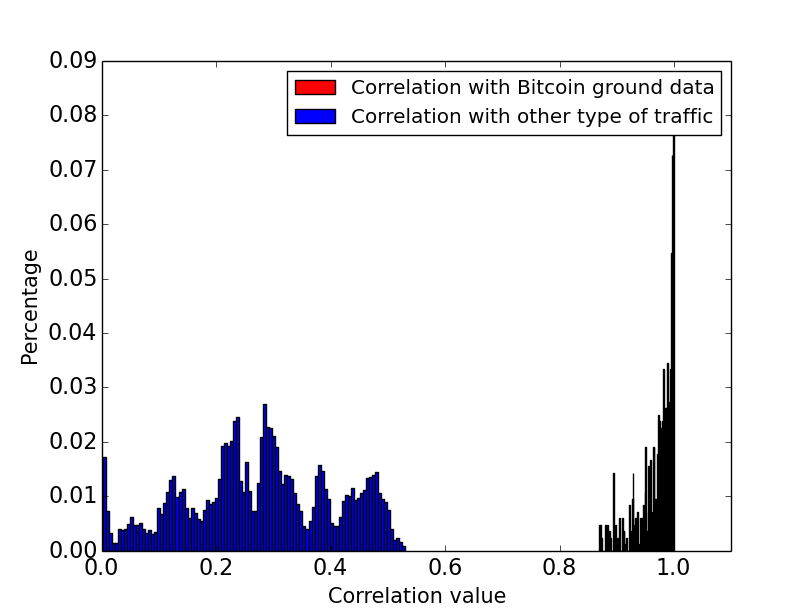 0.09
Correlation with Bitcoin ground data
0.08
Correlation with other type of traffic
0.07
0.06
0.05
Percentage
0.04
0.03
0.02
0.01
0.00
0.0 0.2 0.4 0.6 0.8 1.0
Correlation value